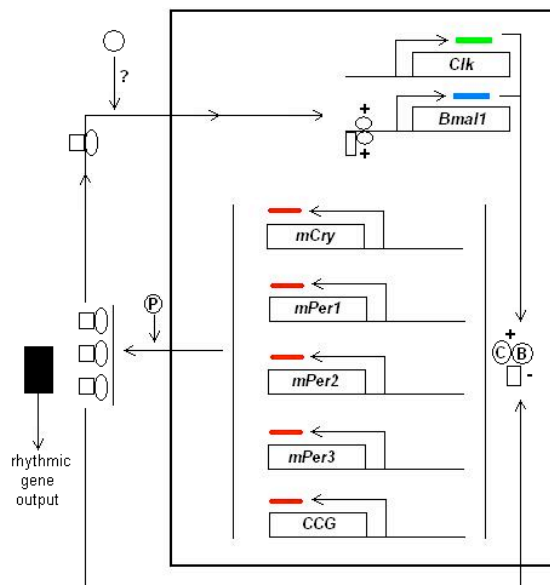 ?
Clk
Bmal1
+
+
mCry
mPer1
P
mPer2
+
C B
-
mPer3
CCG
rhythmic
gene
output